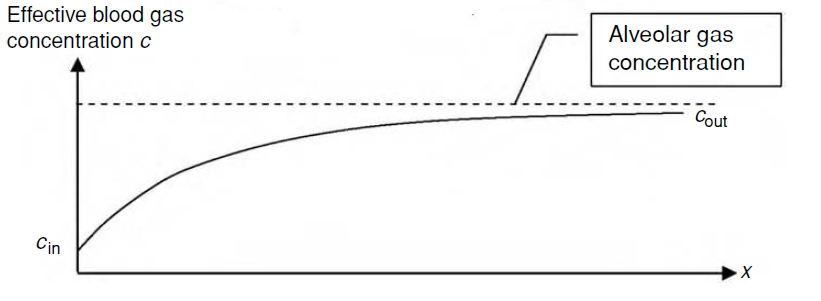 Effective blood gas
concentration c
Alveolar gas
concentration
cout
cin
x